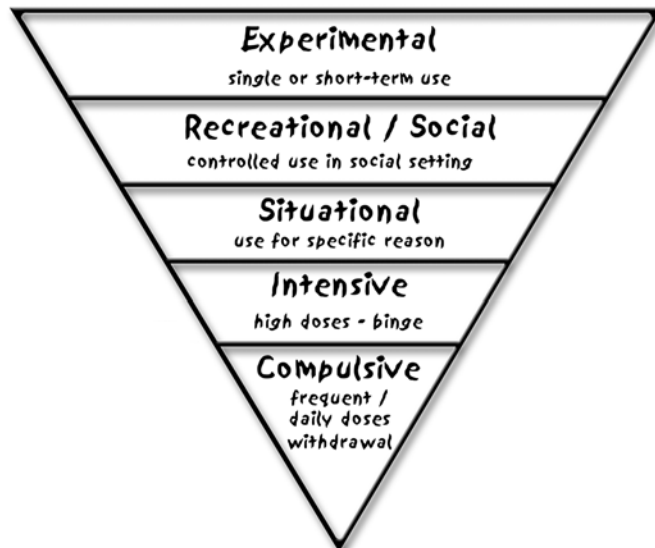 Experimental
single or short-term use
Recreational / Social
controlled use in social setting
Situational
use for specific reason
Intensive
high doses - binge
Compulsive
frequent /
daily doses
withdrawal